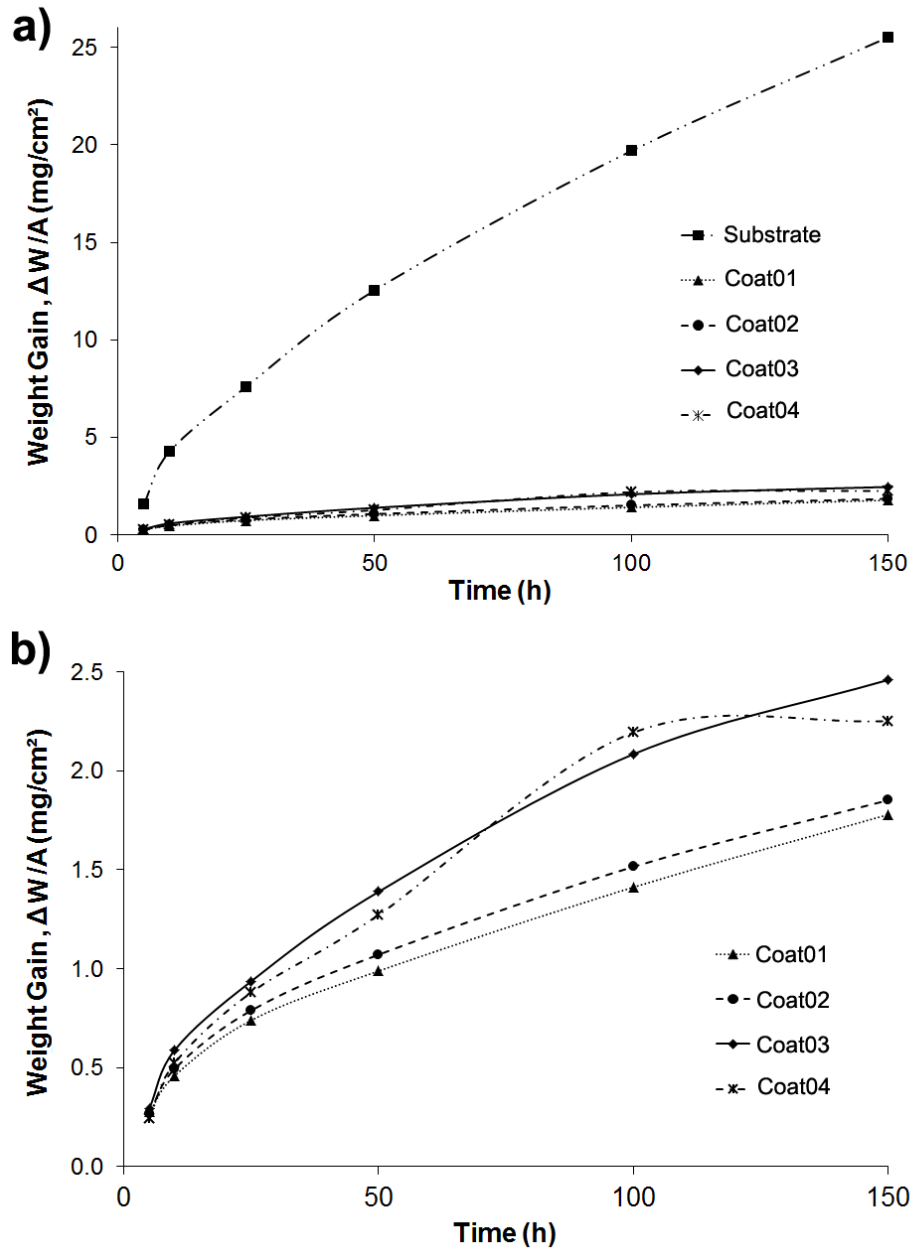 a)
25
20
15
10
5
0
0
50
100
150
Weight Gain, ΔW/A (mg/cm²)
Time (h)
Substrate
Coat01
Coat02
Coat03
Coat04
b)
2.5
2.0
1.5
1.0
0.5
0.0
0
50
100
150
Weight Gain, ΔW/A (mg/cm²)
Time (h)
Coat01
Coat02
Coat03
Coat04